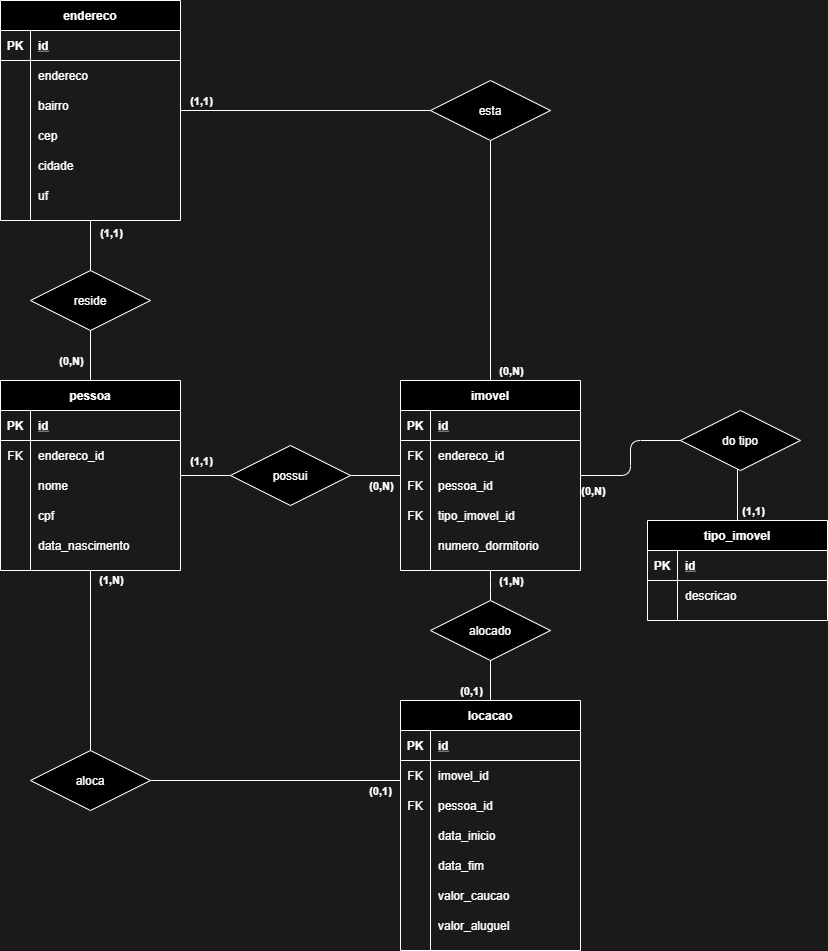 endereco
PK id
endereco
bairro
cep
cidade
uf
(1,1)
esta
(1,1)
reside
(0,N)
(0,N)
pessoa
PK id
FK endereco_id
nome
cpf
data_nascimento
(1,1)
possui
(0,N)
imovel
PK id
FK endereco_id
FK pessoa_id
FK tipo_imovel_id
numero_dormitorio
(0,N)
do tipo
(1,1)
tipo_imovel
PK id
descricao
(1,N)
(1,N)
alocado
(0,1)
locacao
PK id
FK imovel_id
FK pessoa_id
data_inicio
data_fim
valor_caucao
valor_aluguel
aloca
(0,1)